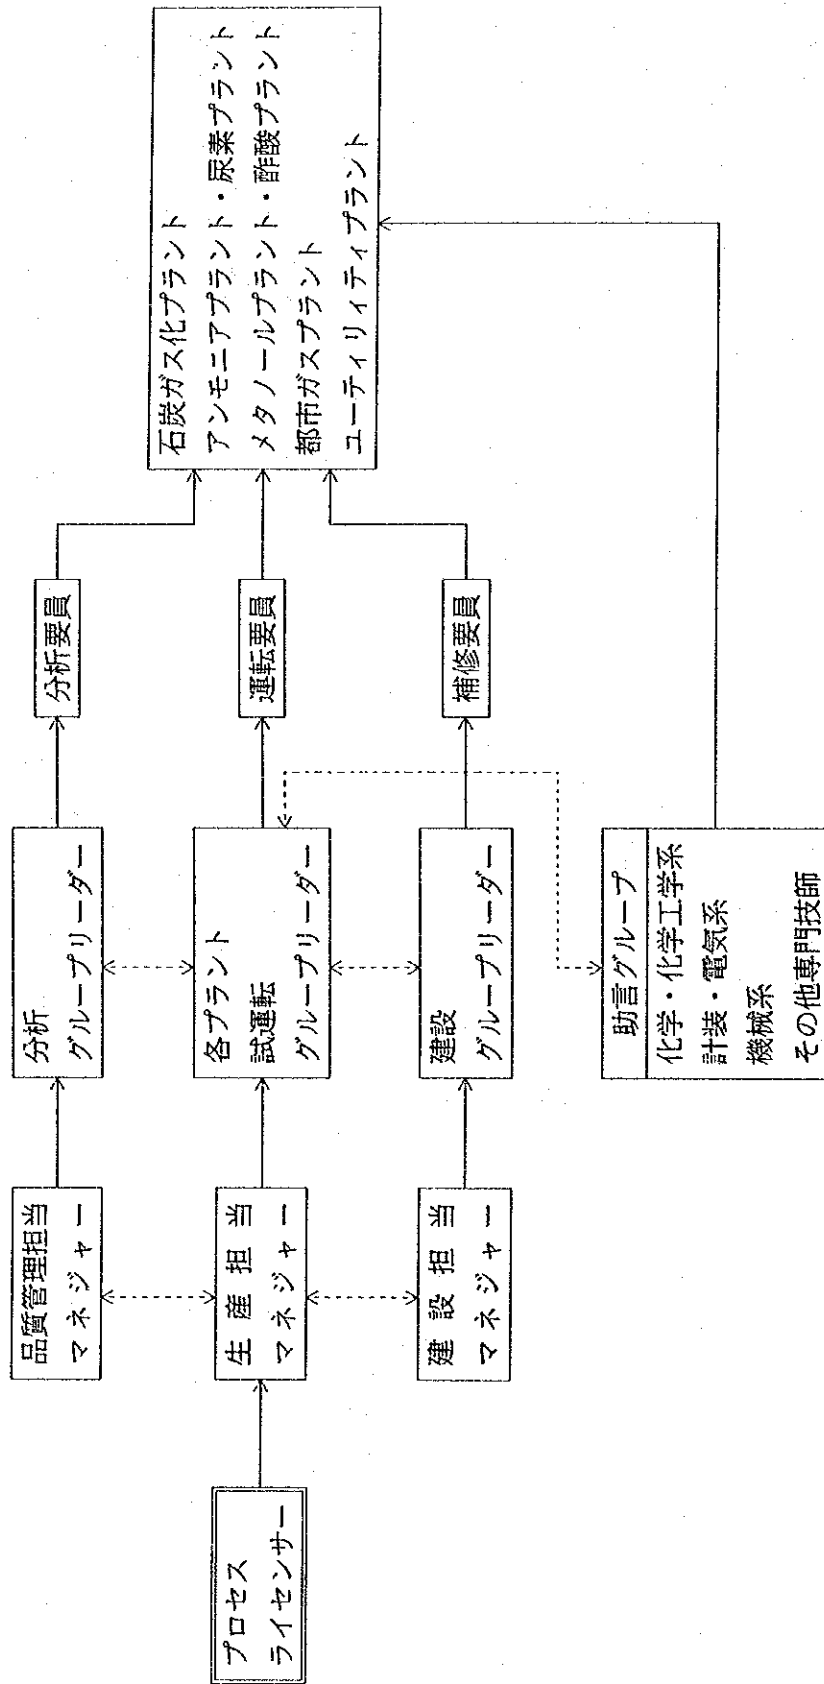 プロセス
ライセンサー
品質管理担当
マネジャー
生産担当
マネジャー
建設担当
マネジャー
分析
グループリーダー
各プラント
試運転
グループリーダー
建設
グループリーダー
助言グループ
化学・化学工学系
計装・電気系
機械系
その他専門技師
分析要員
運転要員
補修要員
石炭ガス化プラント
アンモニアプラント・尿素プラント
メタノールプラント・酢酸プラント
都市ガスプラント
ユーティリィティプラント